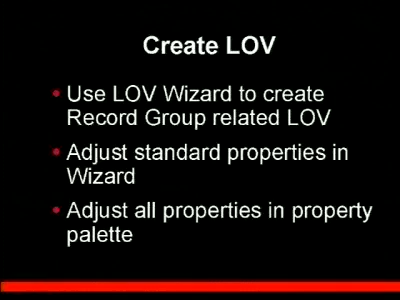 Create LOV
• Use LOV Wizard to create
Record Group related LOV
• Adjust standard properties in
Wizard
• Adjust all properties in property
palette